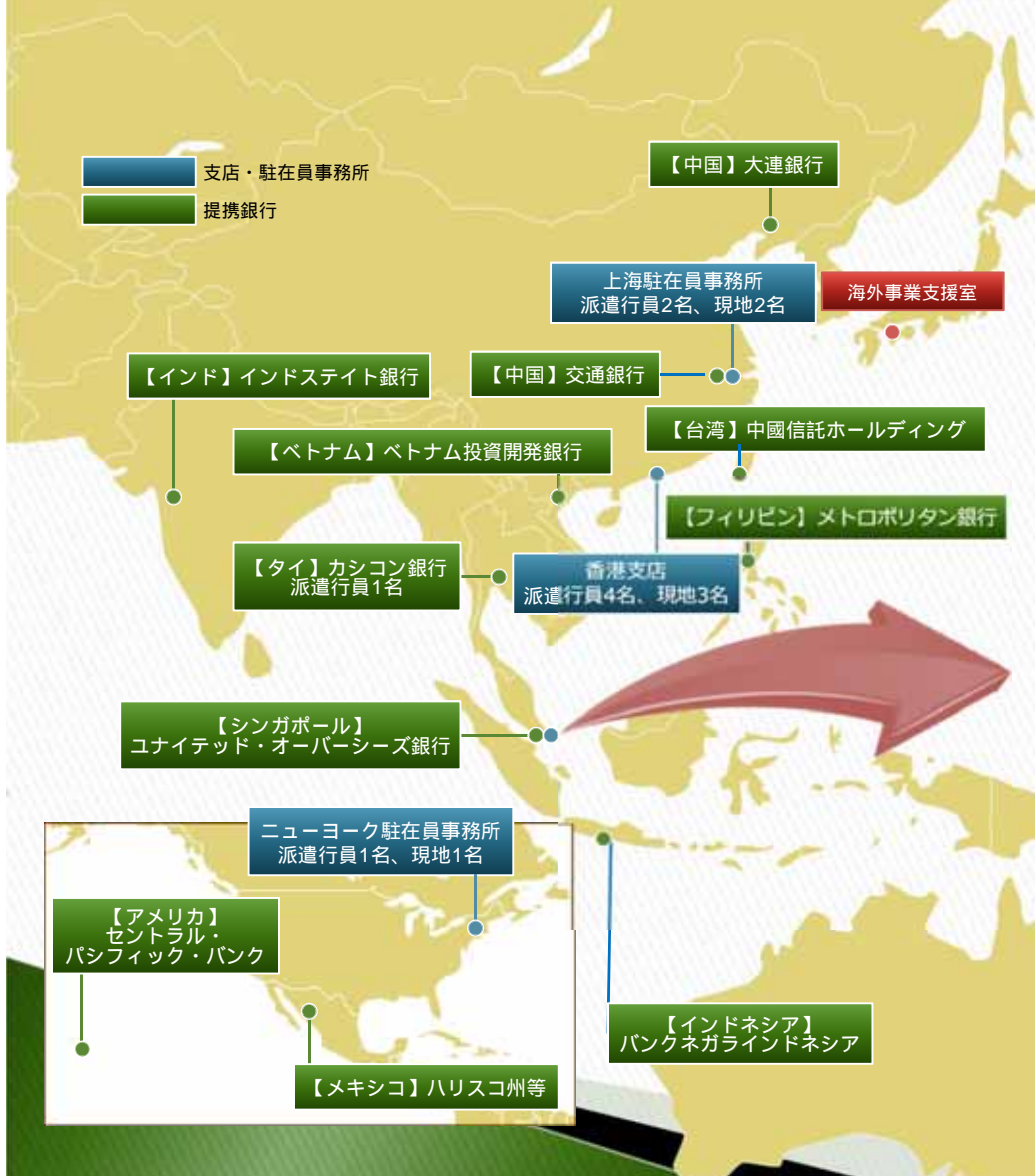 支店・駐在員事務所
提携銀行
【中国】大連銀行
上海駐在員事務所
派遣行員2名、現地2名
海外事業支援室
【インド】インドステイト銀行
【中国】交通銀行
【台湾】中國信託ホールディング
【ベトナム】ベトナム投資開発銀行
【フィリピン】メトロポリタン銀行
【タイ】カシコン銀行
派遣行員1名
香港支店
派遣行員4名、現地3名
【シンガポール】
ユナイテッド・オーバーシーズ銀行
ニューヨーク駐在員事務所
派遣行員1名、現地1名
【アメリカ】
セントラル・
パシフィック・バンク
【インドネシア】
バンクネガラインドネシア
【メキシコ】ハリスコ州等